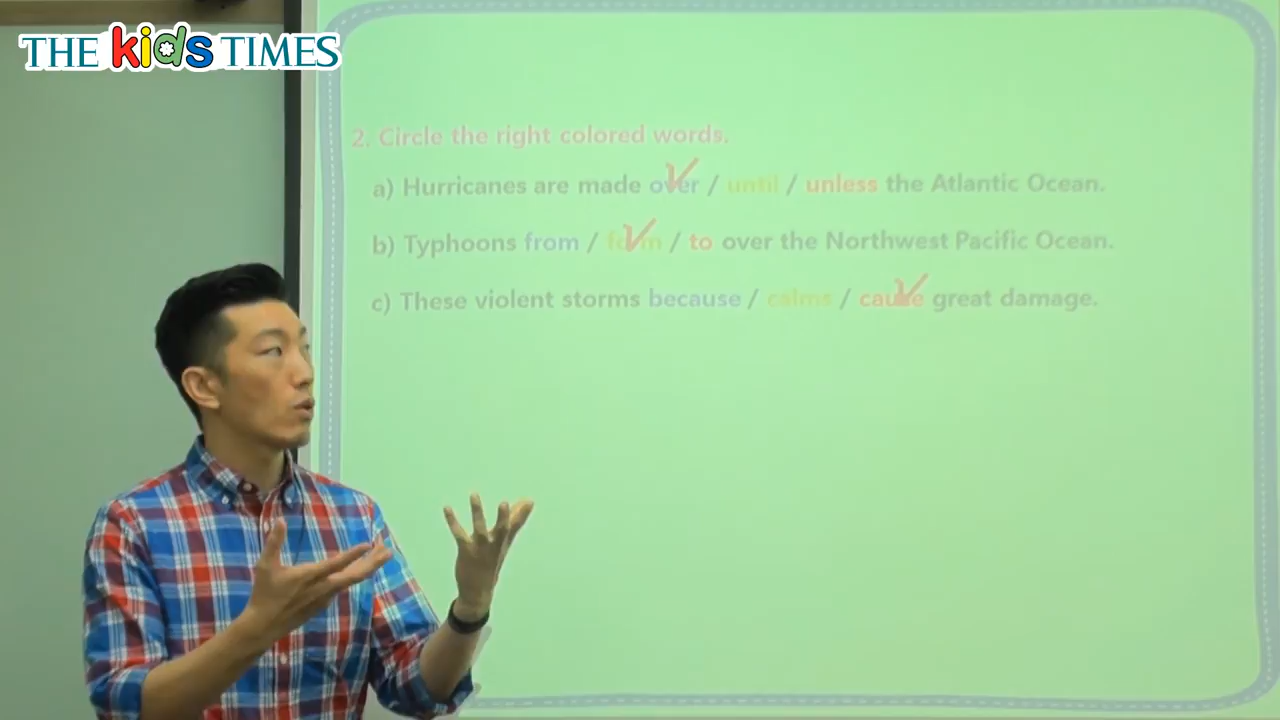 THE kids TIMES
2. Circle the right colored words.
a) Hurricanes are made over / until / unless the Atlantic Ocean.
b) Typhoons from / form / to over the Northwest Pacific Ocean.
c) These violent storms because / calms / cause great damage.